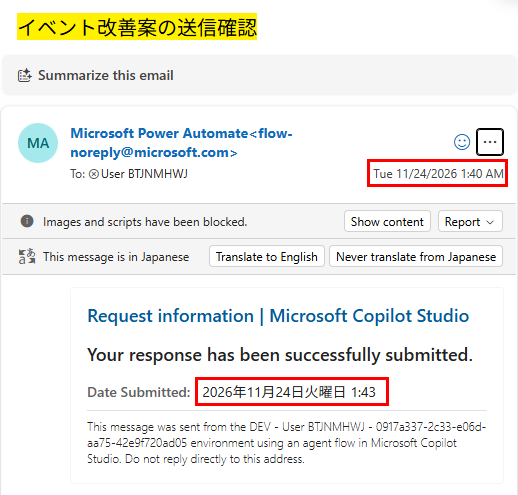 イベント改善案の送信確認
Summarize this email
MA
Microsoft Power Automate<flow-
noreply@microsoft.com>
To: User BTJNMHWJ
Tue 11/24/2026 1:40 AM
Images and scripts have been blocked.
Show content
Report
This message is in Japanese
Translate to English
Never translate from Japanese
Request information | Microsoft Copilot Studio
Your response has been successfully submitted.
Date Submitted: 2026年11月24日火曜日 1:43
This message was sent from the DEV - User BTJNMHWJ - 0917a337-2c33-e06d-
aa75-42e9f720ad05 environment using an agent flow in Microsoft Copilot
Studio. Do not reply directly to this address.